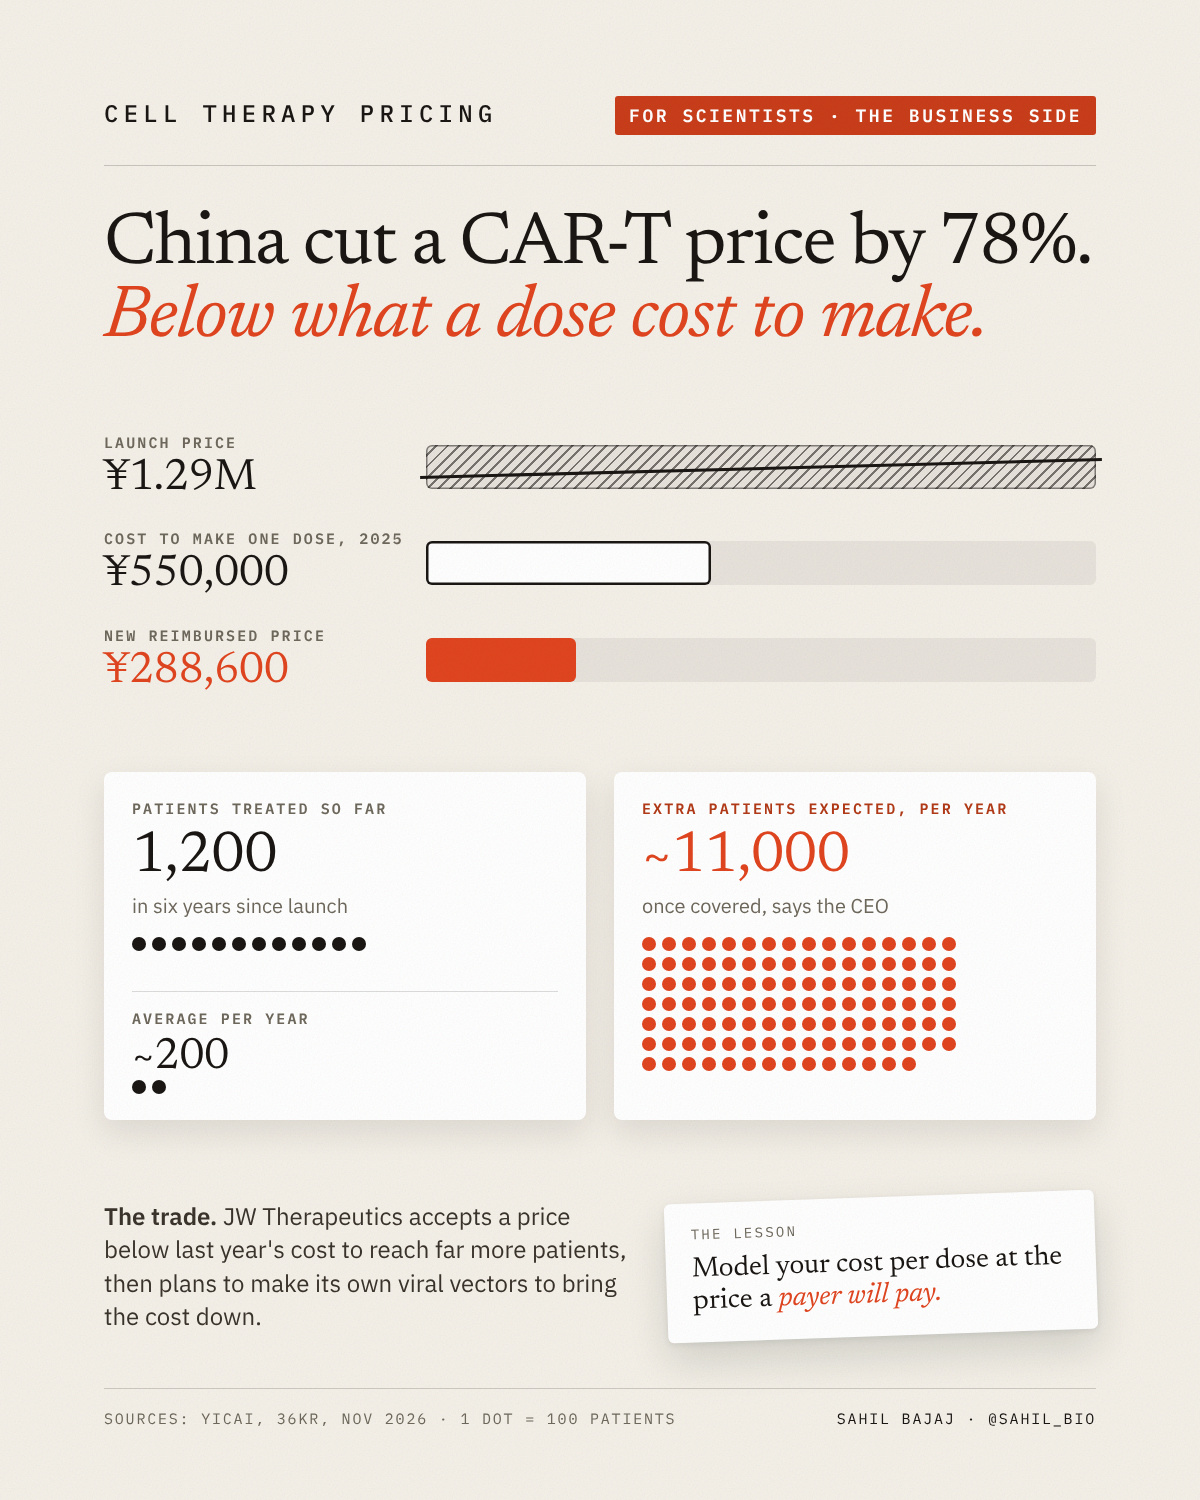 CELL THERAPY PRICING
FOR SCIENTISTS · THE BUSINESS SIDE
China cut a CAR-T price by 78%.
Below what a dose cost to make.
LAUNCH PRICE
¥1.29M
COST TO MAKE ONE DOSE, 2025
¥550,000
NEW REIMBURSED PRICE
¥288,600
PATIENTS TREATED SO FAR
1,200
in six years since launch
AVERAGE PER YEAR
~200
EXTRA PATIENTS EXPECTED, PER YEAR
~11,000
once covered, says the CEO
The trade. JW Therapeutics accepts a price
below last year's cost to reach far more patients,
then plans to make its own viral vectors to bring
the cost down.
THE LESSON
Model your cost per dose at the
price a payer will pay.
SOURCES: YICAI, 36KR, NOV 2026 · 1 DOT = 100 PATIENTS
SAHIL BAJAJ · @SAHIL_BIO